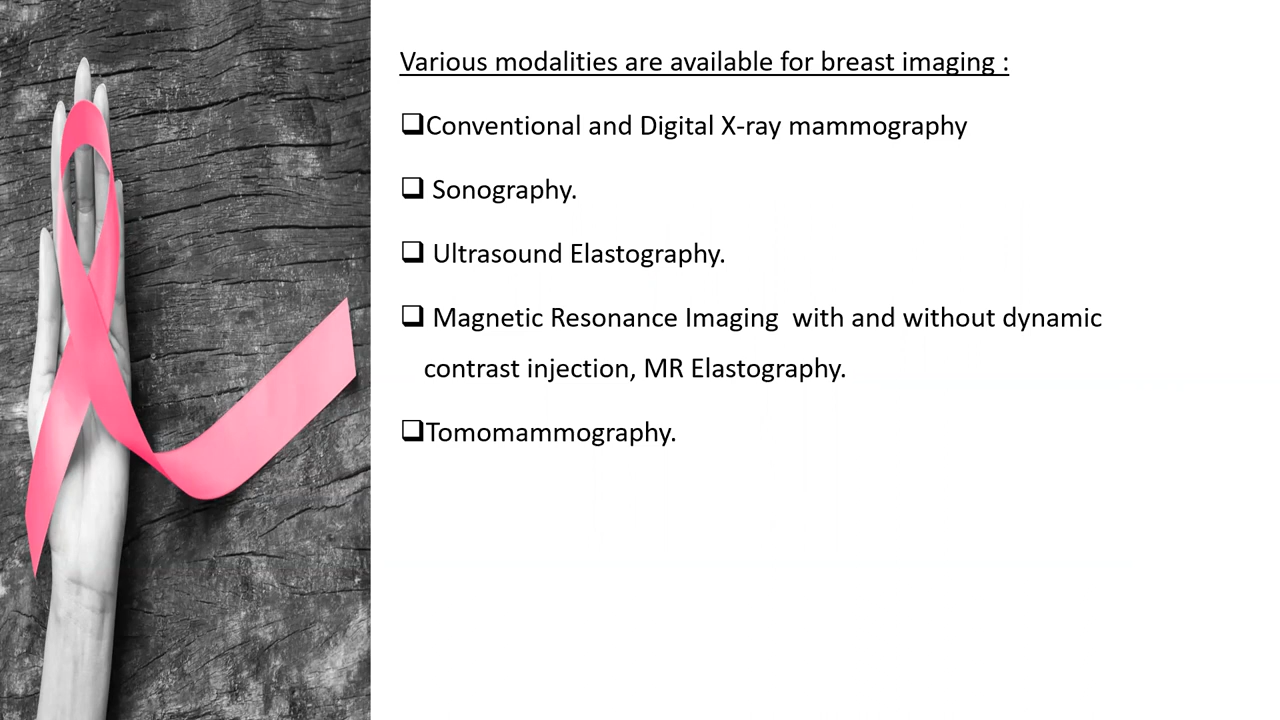 Various modalities are available for breast imaging :
❑Conventional and Digital X-ray mammography
❑ Sonography.
❑ Ultrasound Elastography.
❑ Magnetic Resonance Imaging  with and without dynamic
contrast injection, MR Elastography.
❑Tomomammography.